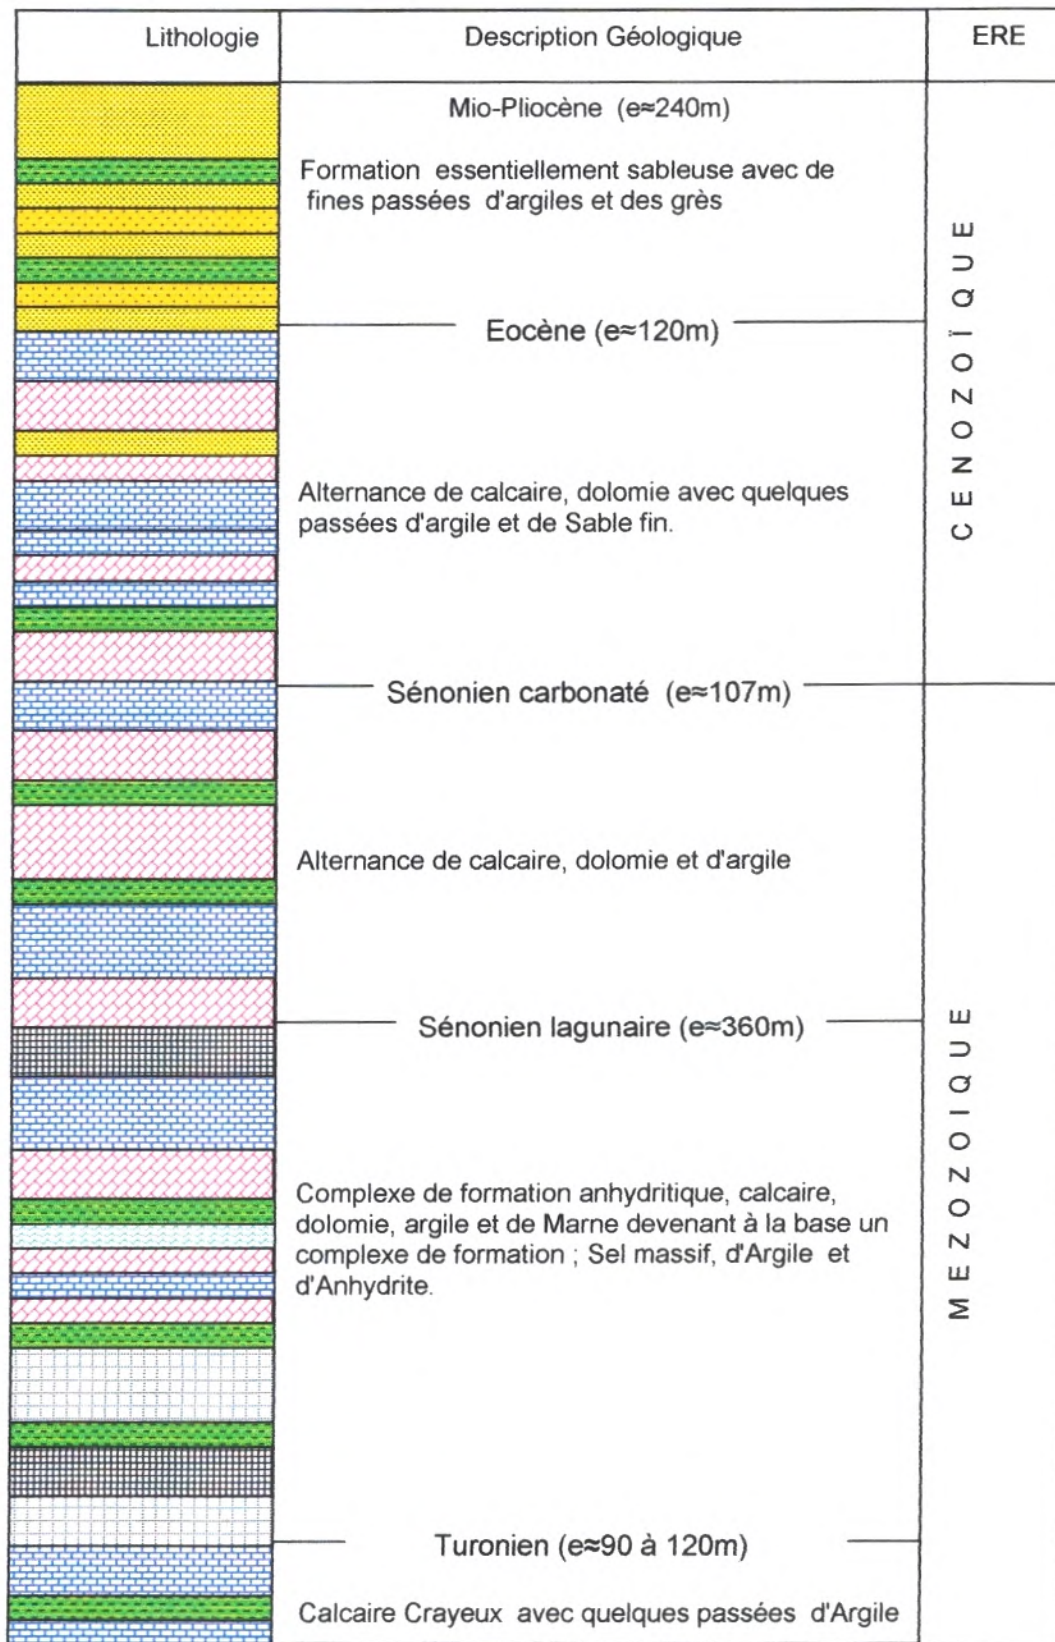 Lithologie
Description Géologique
ERE
Mio-Pliocène (e≈240m)
Formation essentiellement sableuse avec de
fines passées d'argiles et des grès
Eocène (e≈120m)
Alternance de calcaire, dolomie avec quelques
passées d'argile et de Sable fin.
CENOZOÏQUE
Sénonien carbonaté (e≈107m)
Alternance de calcaire, dolomie et d'argile
Sénonien lagunaire (e≈360m)
Complexe de formation anhydritique, calcaire,
dolomie, argile et de Marne devenant à la base un
complexe de formation ; Sel massif, d'Argile et
d'Anhydrite.
MEZOZOIQUE
Turonien (e≈90 à 120m)
Calcaire Crayeux avec quelques passées d'Argile